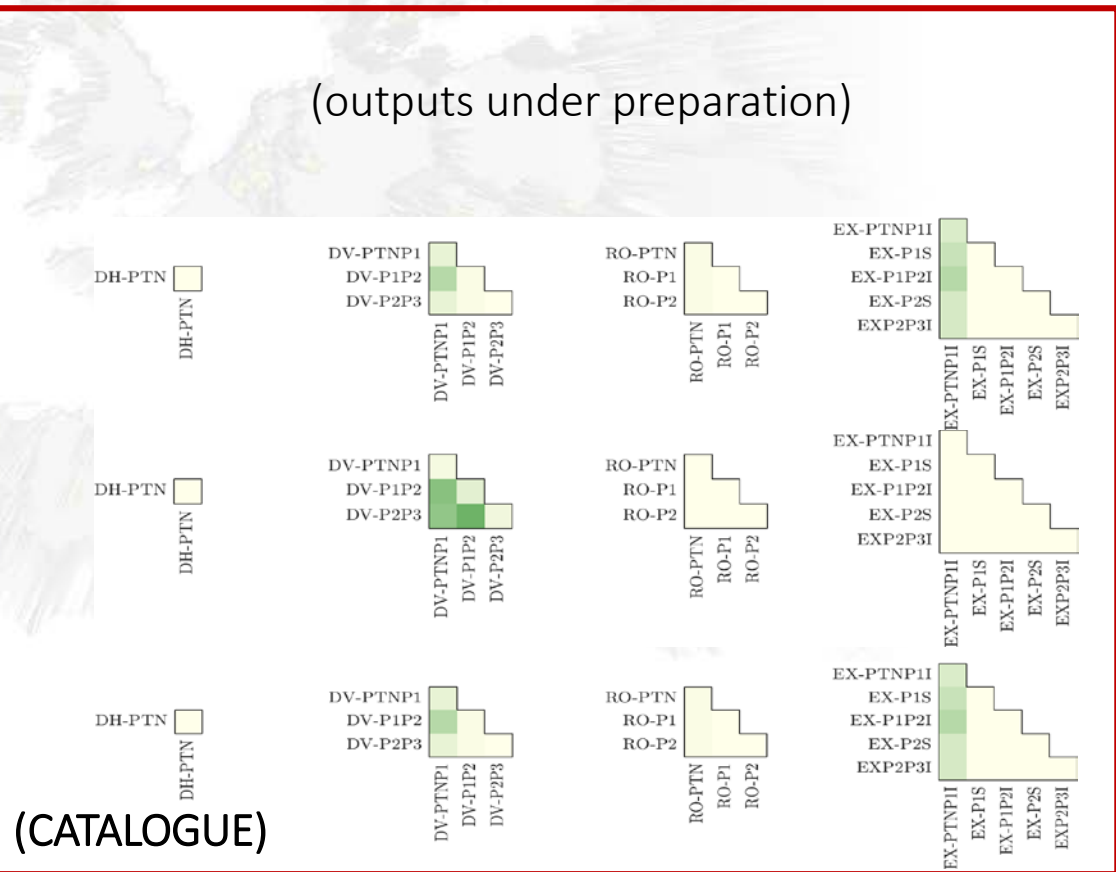 (outputs under preparation)
DH-PTN
DH-PTN
DV-PTNP1
DV-P1P2
DV-P2P3
DV-PTNP1
DV-P1P2
DV-P2P3
RO-PTN
RO-P1
RO-P2
RO-PTN
RO-P1
RO-P2
EX-PTNP1I
EX-P1S
EX-P1P2I
EX-P2S
EXP2P3I
EX-PTNP1I
EX-P1S
EX-P1P2I
EX-P2S
EXP2P3I
DH-PTN
DH-PTN
DV-PTNP1
DV-P1P2
DV-P2P3
DV-PTNP1
DV-P1P2
DV-P2P3
RO-PTN
RO-P1
RO-P2
RO-PTN
RO-P1
RO-P2
EX-PTNP1I
EX-P1S
EX-P1P2I
EX-P2S
EXP2P3I
EX-PTNP1I
EX-P1S
EX-P1P2I
EX-P2S
EXP2P3I
DH-PTN
DH-PTN
DV-PTNP1
DV-P1P2
DV-P2P3
DV-PTNP1
DV-P1P2
DV-P2P3
RO-PTN
RO-P1
RO-P2
RO-PTN
RO-P1
RO-P2
EX-PTNP1I
EX-P1S
EX-P1P2I
EX-P2S
EXP2P3I
EX-PTNP1I
EX-P1S
EX-P1P2I
EX-P2S
EXP2P3I
(CATALOGUE)